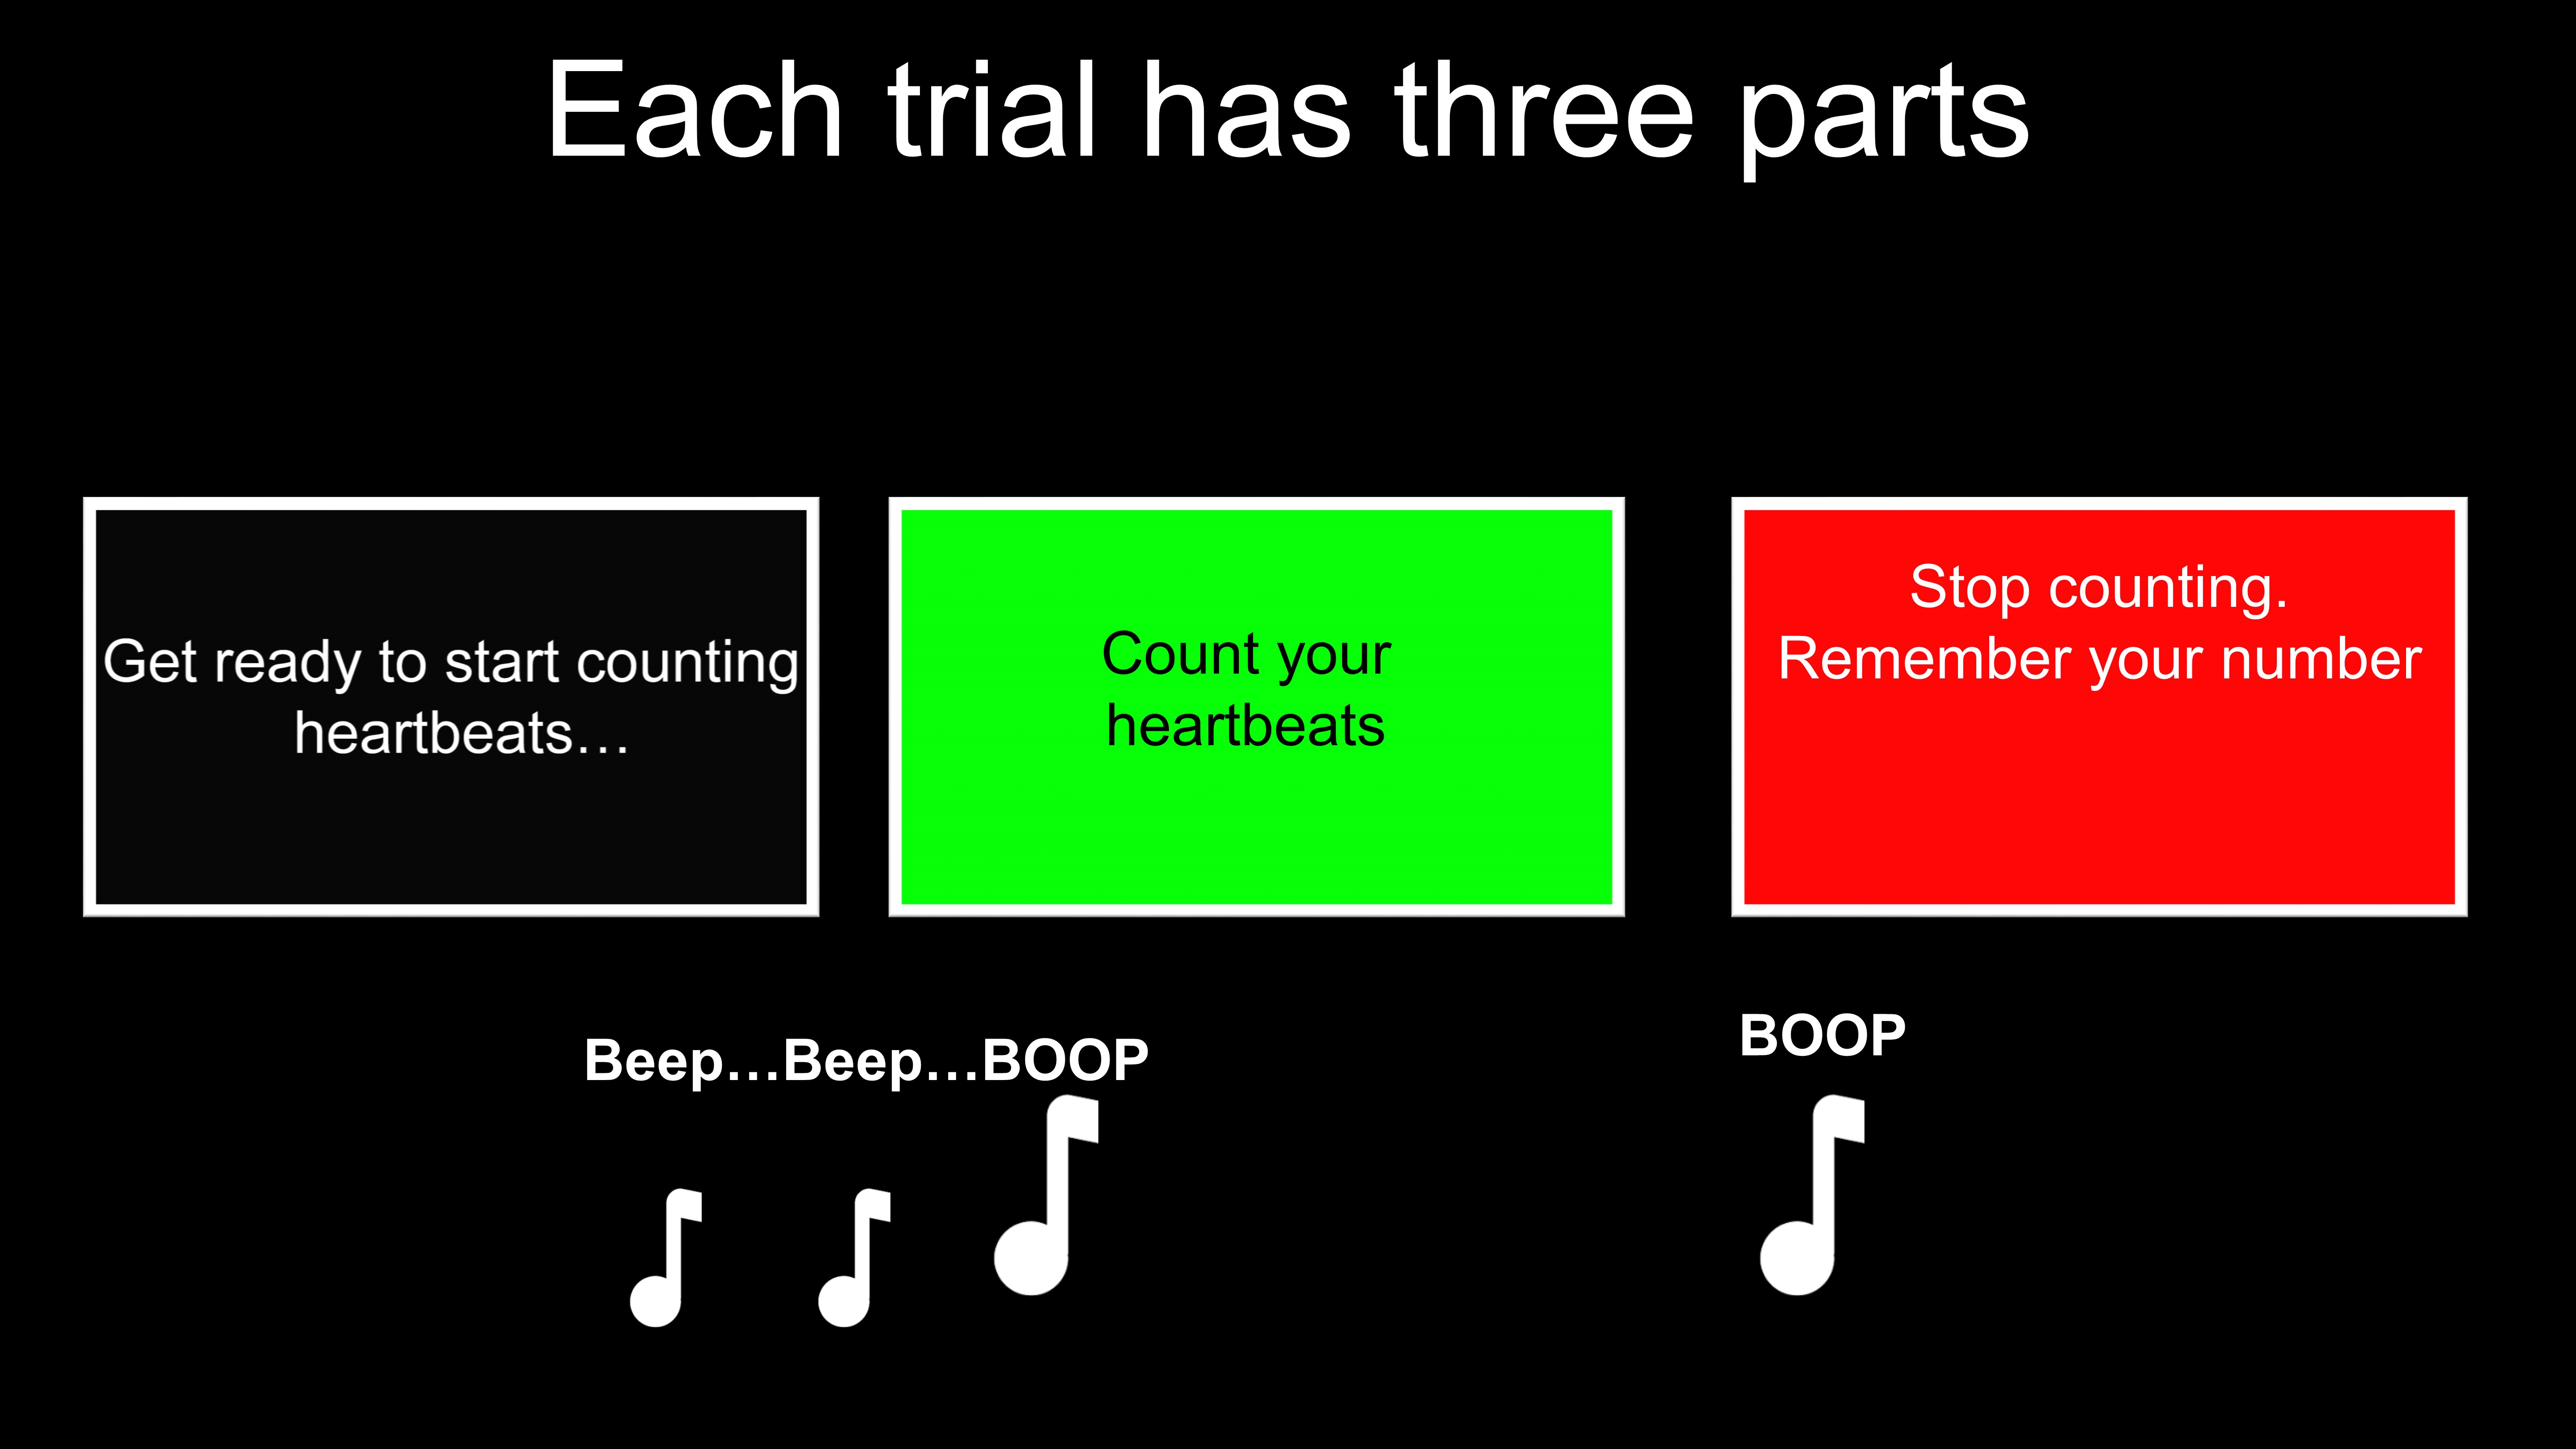 Each trial has three parts
Get ready to start counting
heartbeats…
Count your
heartbeats
Stop counting.
Remember your number
Beep…Beep…BOOP
BOOP